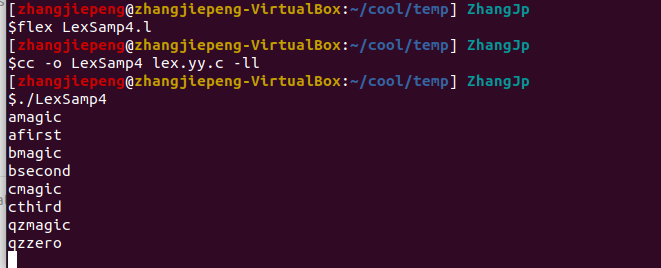 [zhangjiepeng@zhangjiepeng-VirtualBox:~/cool/temp] ZhangJp
$flex LexSamp4.l
[zhangjiepeng@zhangjiepeng-VirtualBox:~/cool/temp] ZhangJp
$cc -o LexSamp4 lex.yy.c -ll
[zhangjiepeng@zhangjiepeng-VirtualBox:~/cool/temp] ZhangJp
$./LexSamp4
amagic
afirst
bmagic
bsecond
cmagic
cthird
qzmagic
qzzero